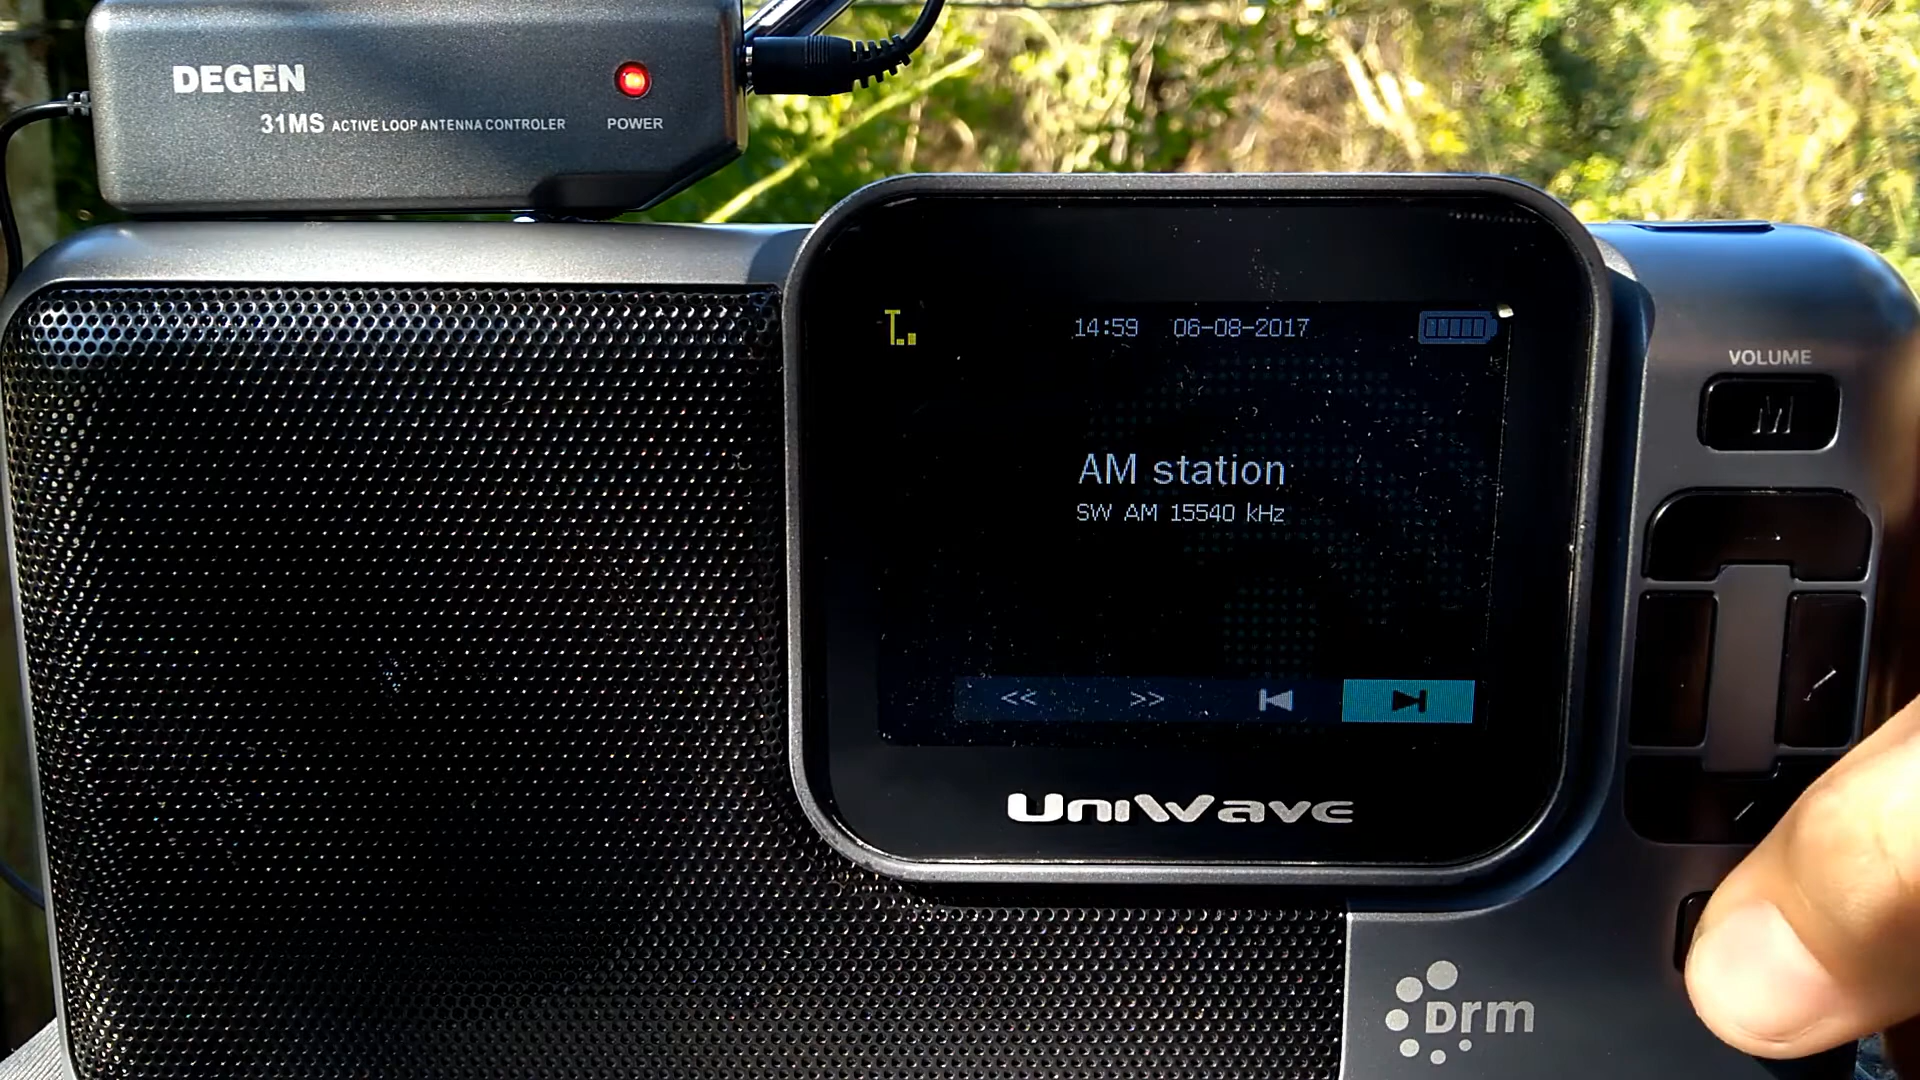 DEGEN
31MS ACTIVE LOOP ANTENNA CONTROLER
POWER
14:59 06-08-2017
VOLUME
AM station
SW AM 15540 kHz
<< >>
UniWave
Drm